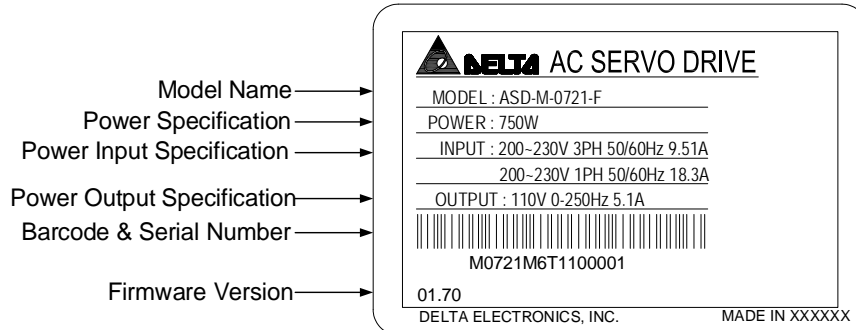 DELTA AC SERVO DRIVE
Model Name
MODEL : ASD-M-0721-F
Power Specification
POWER : 750W
Power Input Specification
INPUT : 200~230V 3PH 50/60Hz 9.51A
200~230V 1PH 50/60Hz 18.3A
Power Output Specification
OUTPUT : 110V 0-250Hz 5.1A
Barcode & Serial Number
M0721M6T1100001
Firmware Version
01.70
DELTA ELECTRONICS, INC. MADE IN XXXXXX